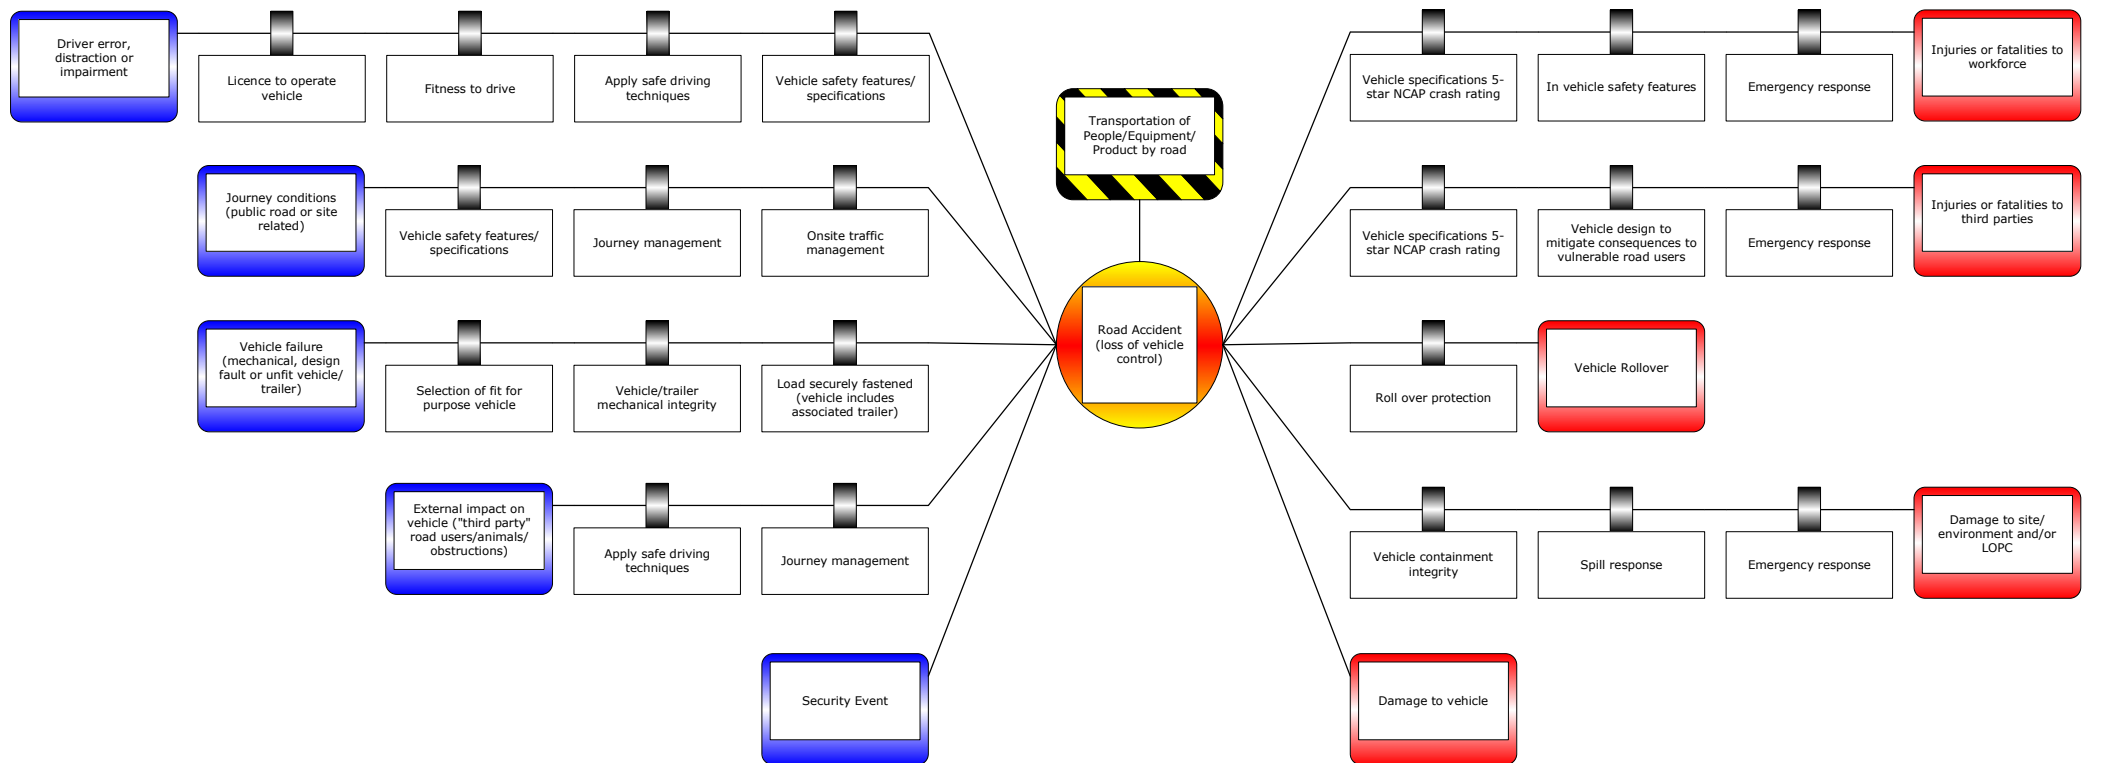 Driver error,
distraction or
impairment
Licence to operate
vehicle
Fitness to drive
Apply safe driving
techniques
Vehicle safety features/
specifications
Journey conditions
(public road or site
related)
Vehicle safety features/
specifications
Journey management
Onsite traffic
management
Vehicle failure
(mechanical, design
fault or unfit vehicle/
trailer)
Selection of fit for
purpose vehicle
Vehicle/trailer
mechanical integrity
Load securely fastened
(vehicle includes
associated trailer)
External impact on
vehicle ("third party"
road users/animals/
obstructions)
Apply safe driving
techniques
Journey management
Security Event
Transportation of
People/Equipment/
Product by road
Road Accident
(loss of vehicle
control)
Vehicle specifications 5-
star NCAP crash rating
In vehicle safety features
Emergency response
Injuries or fatalities to
workforce
Vehicle specifications 5-
star NCAP crash rating
Vehicle design to
mitigate consequences to
vulnerable road users
Emergency response
Injuries or fatalities to
third parties
Roll over protection
Vehicle Rollover
Vehicle containment
integrity
Spill response
Emergency response
Damage to site/
environment and/or
LOPC
Damage to vehicle